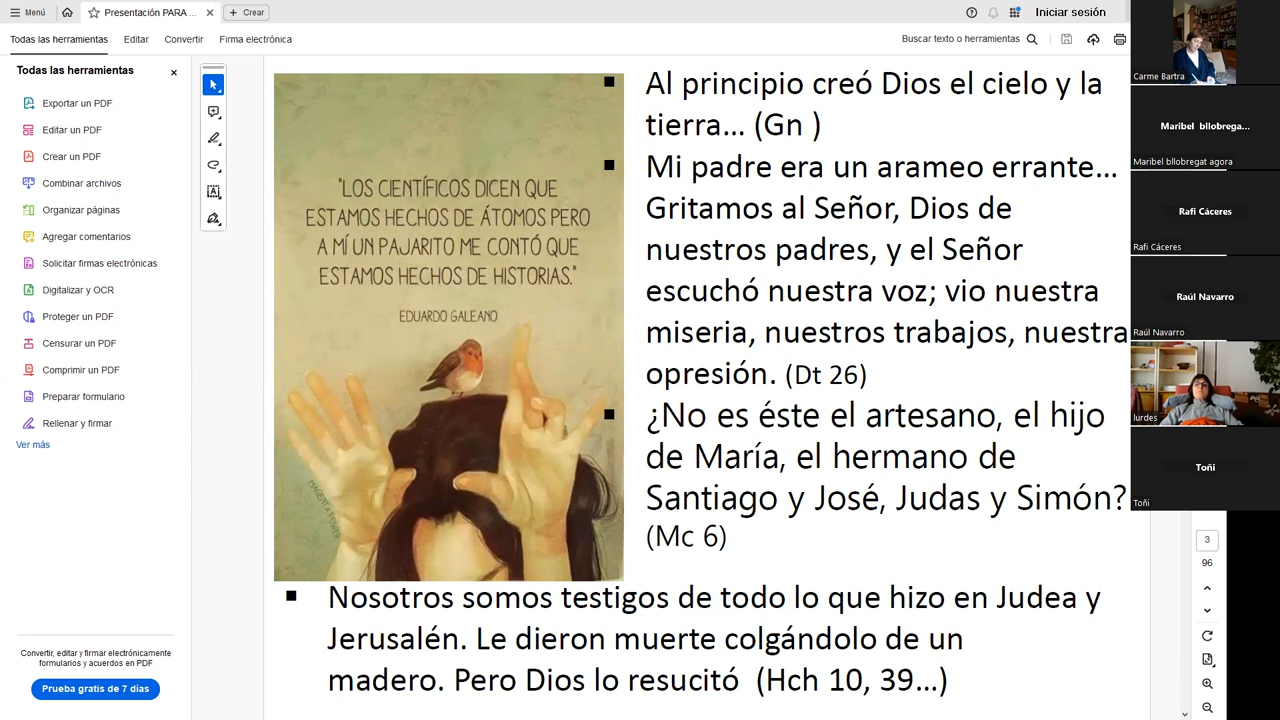 Menú
Presentación PARA ...
Crear
Iniciar sesión
Todas las herramientas
Editar
Convertir
Firma electrónica
Buscar texto o herramientas
Todas las herramientas
Exportar un PDF
Editar un PDF
Crear un PDF
Combinar archivos
Organizar páginas
Agregar comentarios
Solicitar firmas electrónicas
Digitalizar y OCR
Proteger un PDF
Censurar un PDF
Comprimir un PDF
Preparar formulario
Rellenar y firmar
Ver más
Convertir, editar y firmar electrónicamente
formularios y acuerdos en PDF
Prueba gratis de 7 días
"LOS CIENTÍFICOS DICEN QUE
ESTAMOS HECHOS DE ÁTOMOS PERO
A MÍ UN PAJARITO ME CONTÓ QUE
ESTAMOS HECHOS DE HISTORIAS."
EDUARDO GALEANO
▪ Al principio creó Dios el cielo y la
tierra... (Gn )
▪ Mi padre era un arameo errante...
Gritamos al Señor, Dios de
nuestros padres, y el Señor
escuchó nuestra voz; vio nuestra
miseria, nuestros trabajos, nuestra
opresión. (Dt 26)
▪ ¿No es éste el artesano, el hijo
de María, el hermano de
Santiago y José, Judas y Simón?
(Mc 6)
▪ Nosotros somos testigos de todo lo que hizo en Judea y
Jerusalén. Le dieron muerte colgándolo de un
madero. Pero Dios lo resucitó (Hch 10, 39...)
Carme Bartra
Maribel bllobrega...
Maribel bllobregat agora
Rafi Cáceres
Rafi Cáceres
Raúl Navarro
Raúl Navarro
lurdes
Toñi
Toñi
3
96